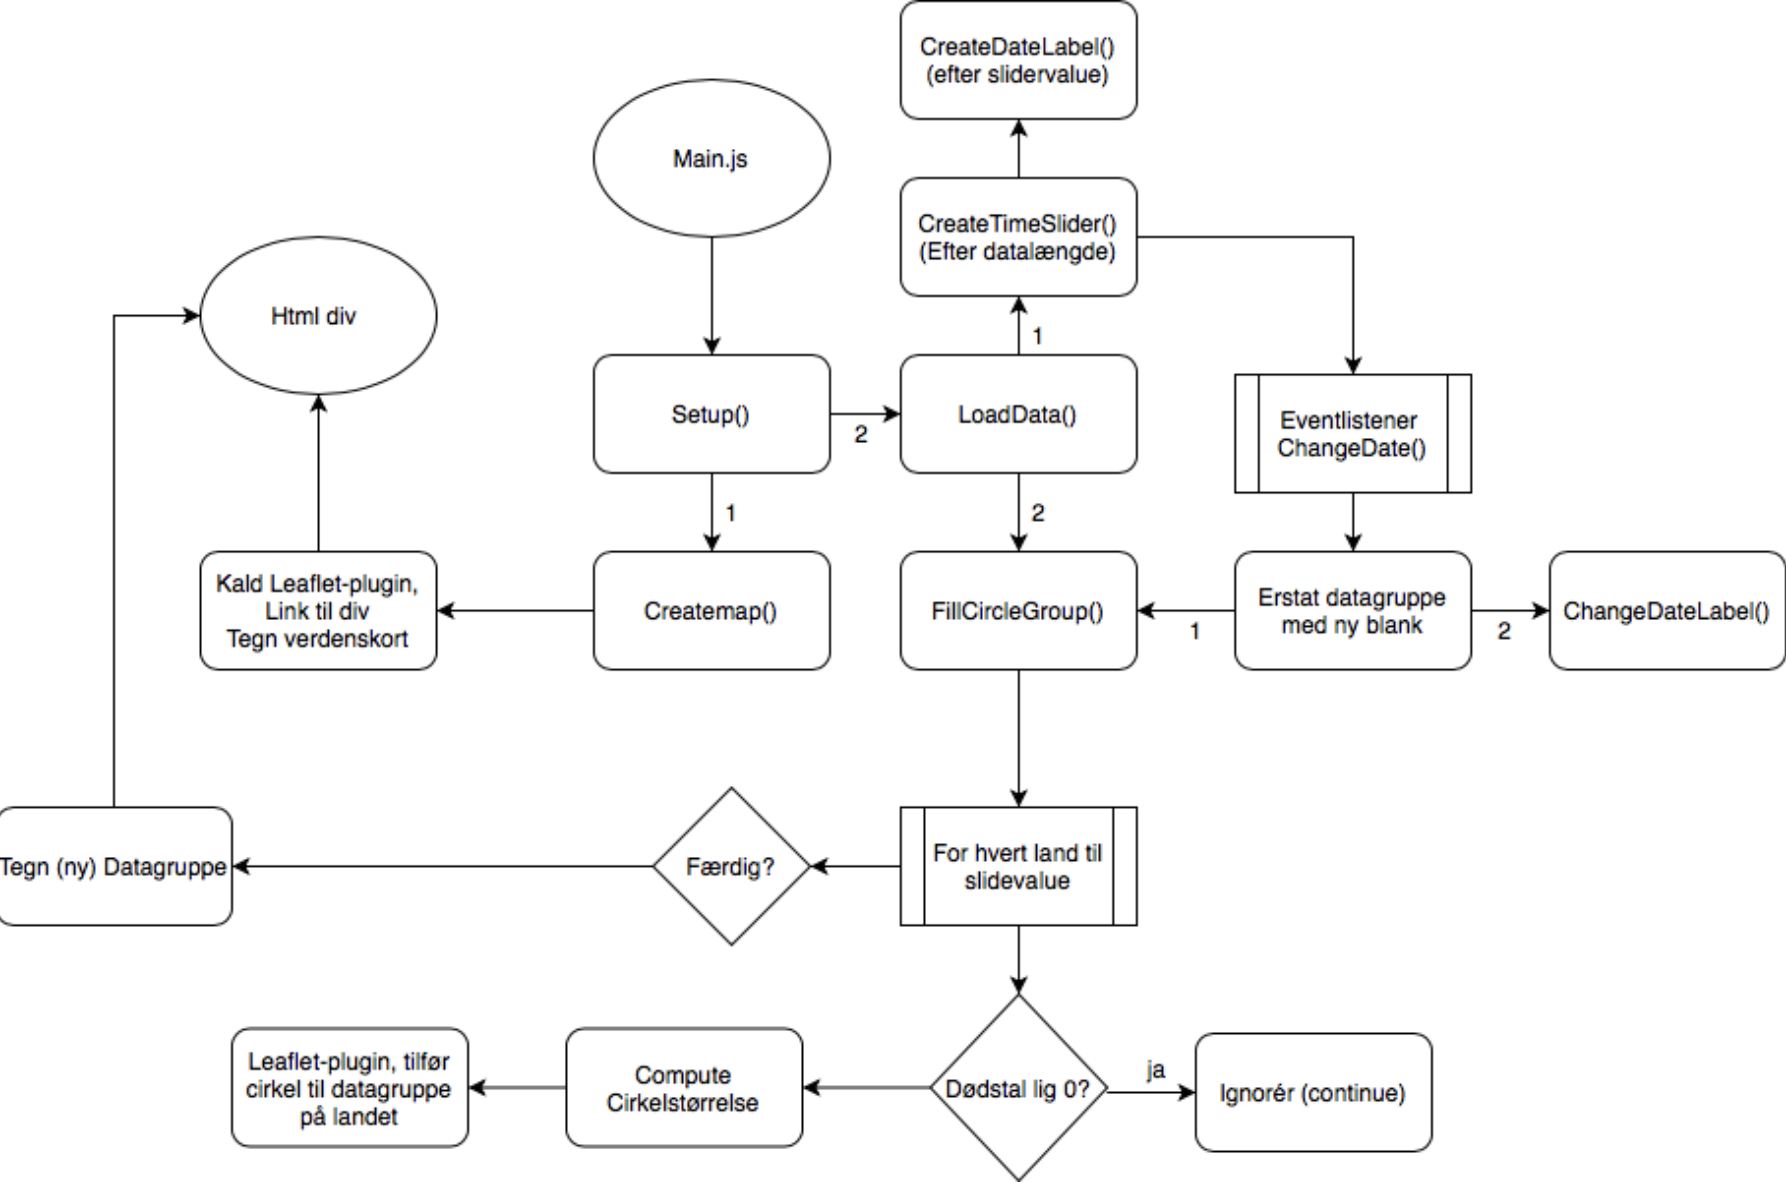 CreateDateLabel()
(efter slidervalue)
Main.js
CreateTimeSlider()
(Efter datalængde)
Html div
1
Setup()
2
LoadData()
Eventlistener
ChangeDate()
1
2
Kald Leaflet-plugin,
Link til div
Tegn verdenskort
Createmap()
FillCircleGroup()
1
Erstat datagruppe
med ny blank
2
ChangeDateLabel()
Tegn (ny) Datagruppe
Færdig?
For hvert land til
slidevalue
Leaflet-plugin, tilfør
cirkel til datagruppe
på landet
Compute
Cirkelstørrelse
Dødstal lig 0?
ja
Ignorér (continue)